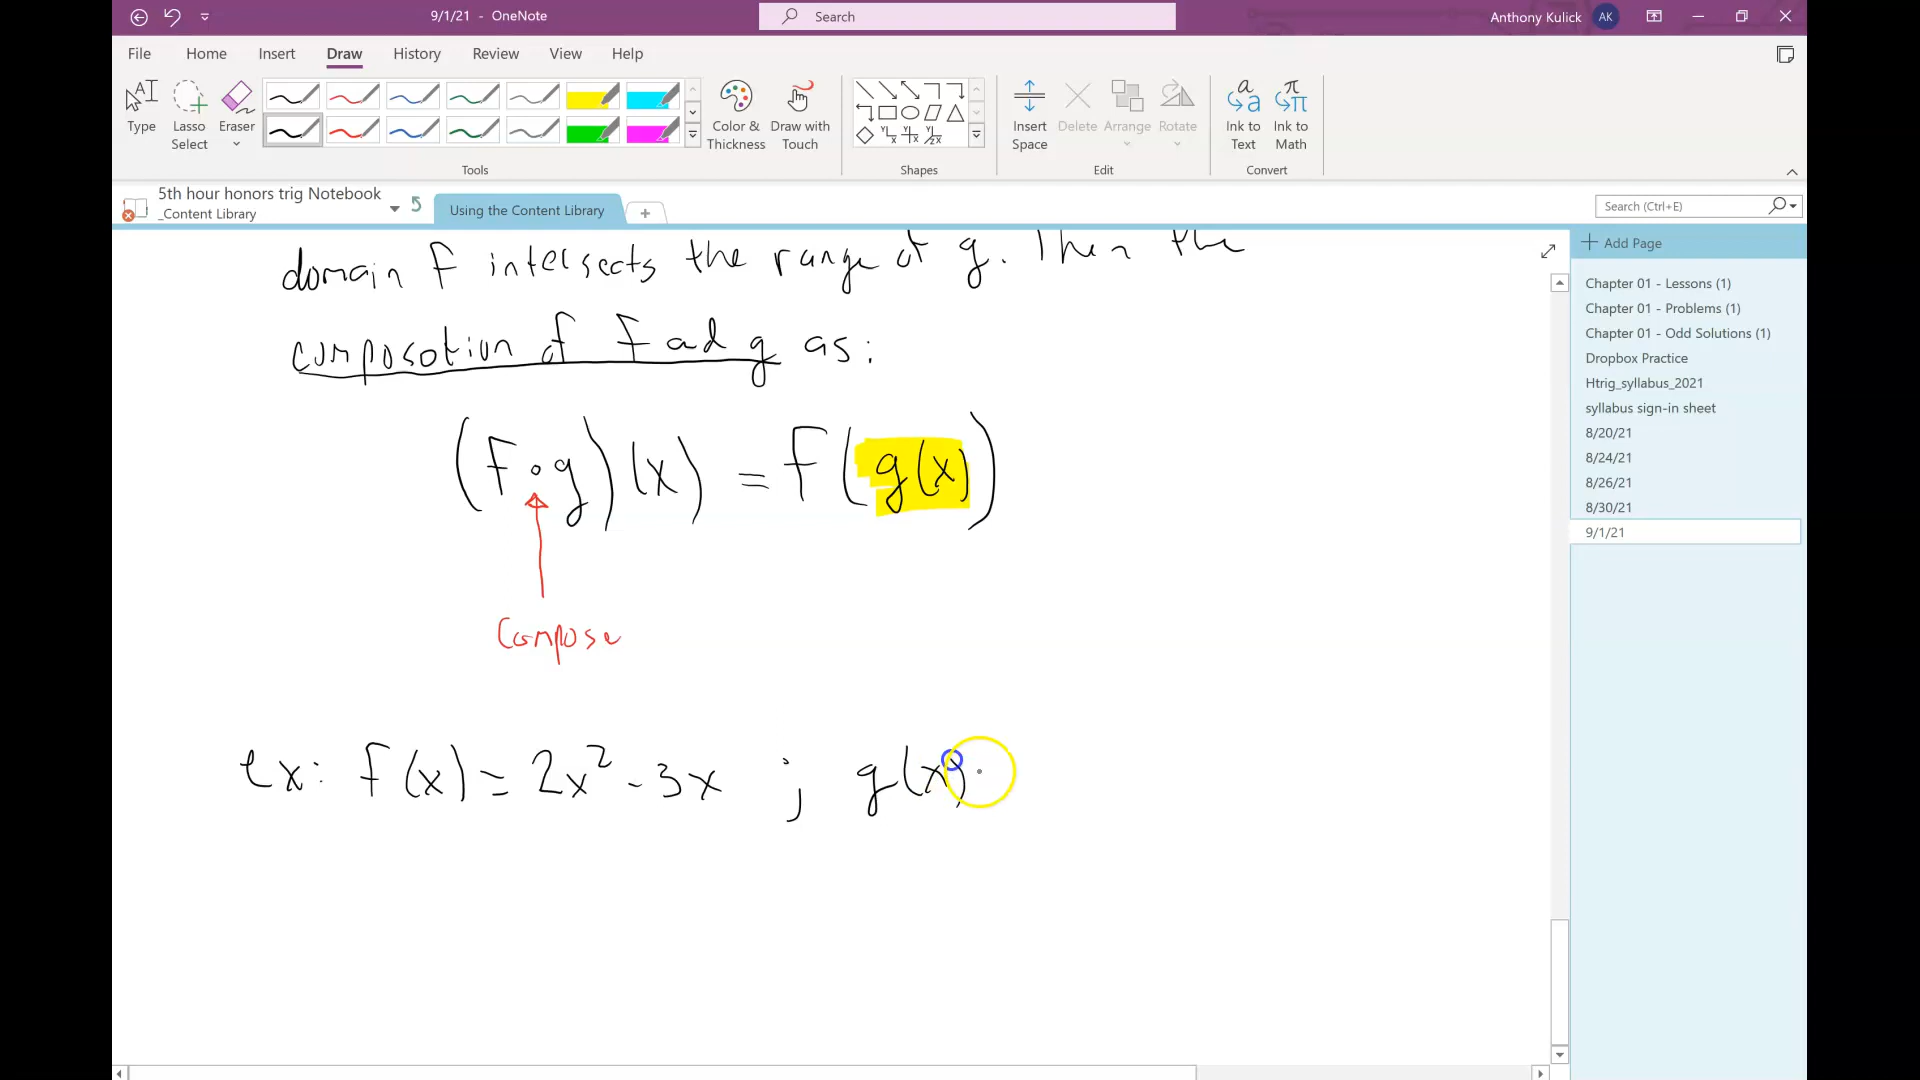 9/1/21 - OneNote
Search
Anthony Kulick AK
File Home Insert Draw History Review View Help
Type
Lasso Select
Eraser
Color & Thickness
Draw with Touch
Insert Space
Delete
Arrange
Rotate
Ink to Text
Ink to Math
Tools
Shapes
Edit
Convert
5th hour honors trig Notebook
_Content Library
Using the Content Library
Search (Ctrl+E)
domain f intersects the range of g. Then the
composotion of f ad g as:
(f∘g)(x) = f(g(x))
Compose
ex: f(x) = 2x² - 3x ; g(x)
Add Page
Chapter 01 - Lessons (1)
Chapter 01 - Problems (1)
Chapter 01 - Odd Solutions (1)
Dropbox Practice
Htrig_syllabus_2021
syllabus sign-in sheet
8/20/21
8/24/21
8/26/21
8/30/21
9/1/21